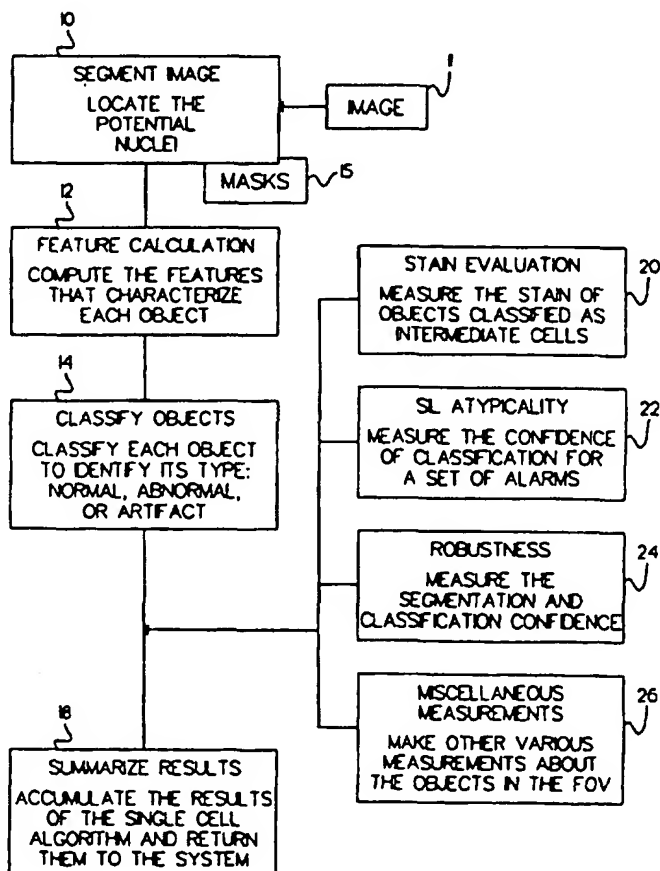 10
SEGMENT IMAGE
LOCATE THE
POTENTIAL
NUCLEI
1
IMAGE
MASKS
15
12
FEATURE CALCULATION
COMPUTE THE FEATURES
THAT CHARACTERIZE
EACH OBJECT
14
CLASSIFY OBJECTS
CLASSIFY EACH OBJECT
TO IDENTIFY ITS TYPE:
NORMAL, ABNORMAL,
OR ARTIFACT
18
SUMMARIZE RESULTS
ACCUMULATE THE RESULTS
OF THE SINGLE CELL
ALGORITHM AND RETURN
THEM TO THE SYSTEM
STAIN EVALUATION
MEASURE THE STAIN OF
OBJECTS CLASSIFIED AS
INTERMEDIATE CELLS
20
SL ATYPICALITY
MEASURE THE CONFIDENCE
OF CLASSIFICATION FOR
A SET OF ALARMS
22
ROBUSTNESS
MEASURE THE
SEGMENTATION AND
CLASSIFICATION CONFIDENCE
24
MISCELLANEOUS
MEASUREMENTS
MAKE OTHER VARIOUS
MEASUREMENTS ABOUT
THE OBJECTS IN THE FOV
26